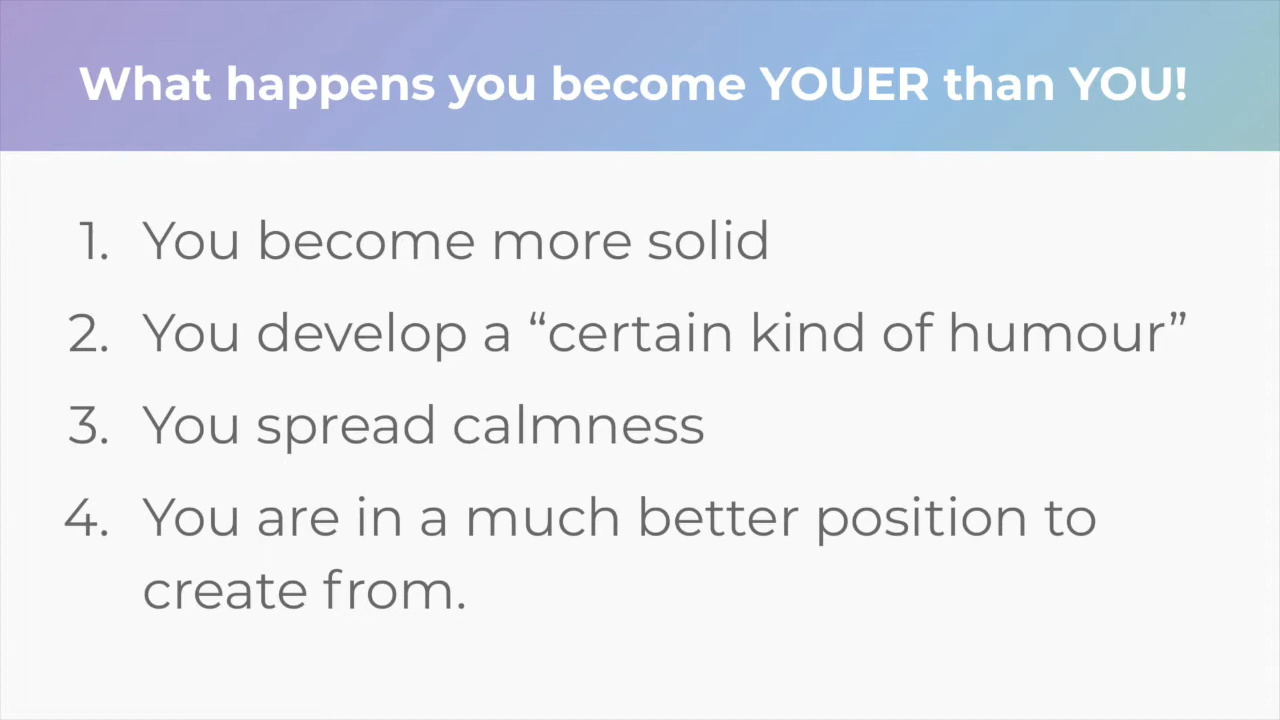 What happens you become YOUER than YOU!
1. You become more solid
2. You develop a “certain kind of humour”
3. You spread calmness
4. You are in a much better position to
create from.